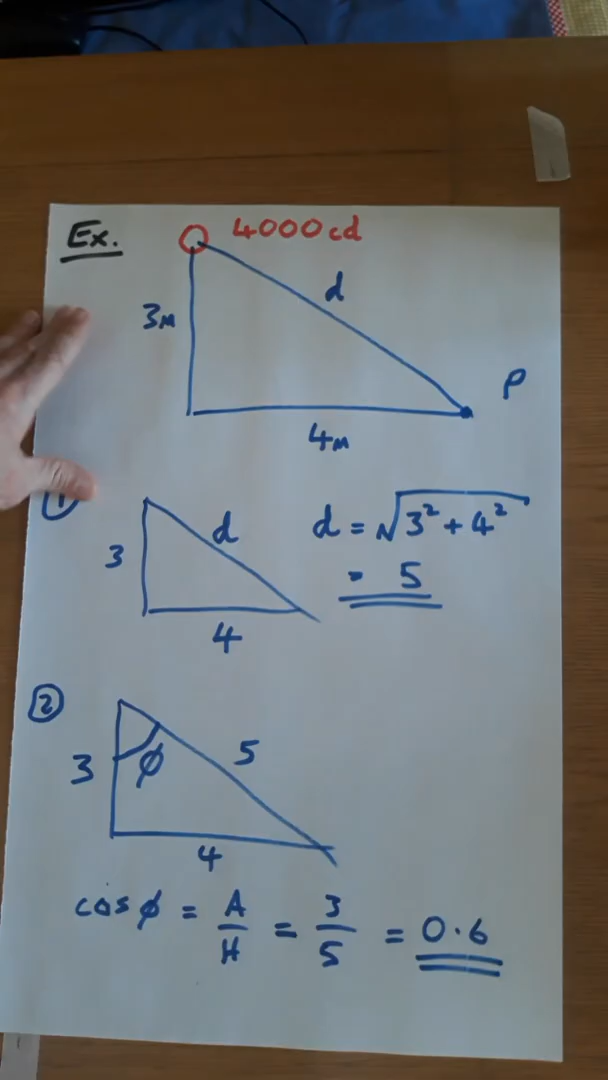 Ex.
4000cd
d
3m
P
4m
1
d
3
4
d = √3² + 4²
= 5
2
3
φ
5
4
cos φ = A/H = 3/5 = 0.6